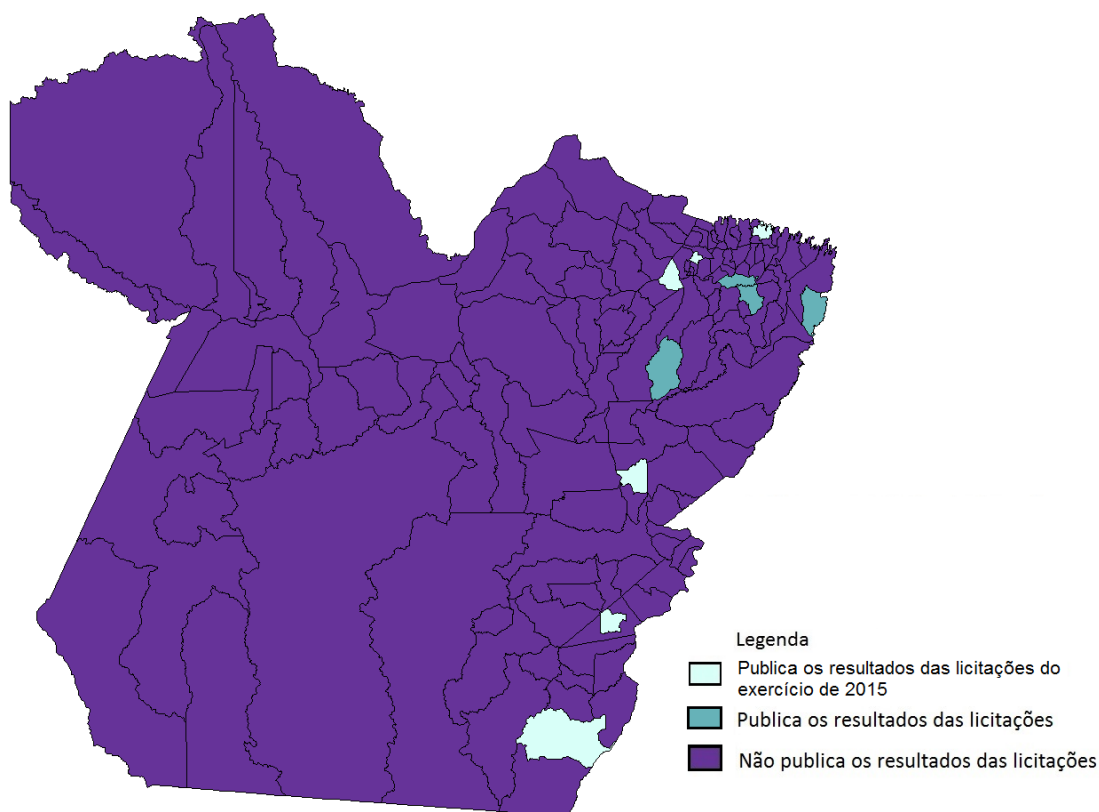 Legenda
Publica os resultados das licitações do
exercício de 2015
Publica os resultados das licitações
Não publica os resultados das licitações